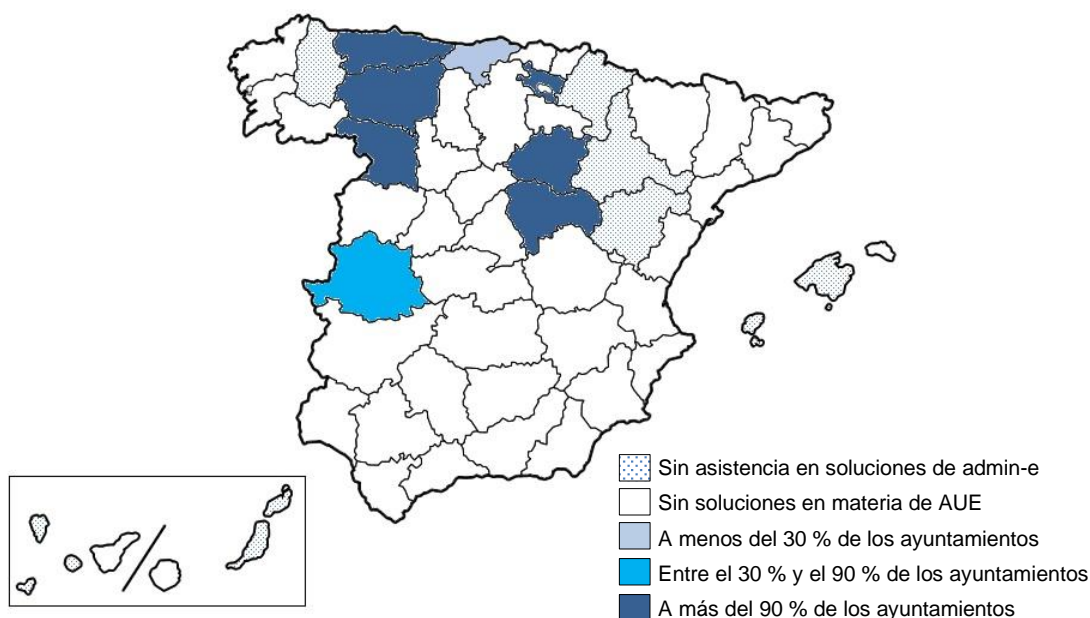 Sin asistencia en soluciones de admin-e
Sin soluciones en materia de AUE
A menos del 30 % de los ayuntamientos
Entre el 30 % y el 90 % de los ayuntamientos
A más del 90 % de los ayuntamientos